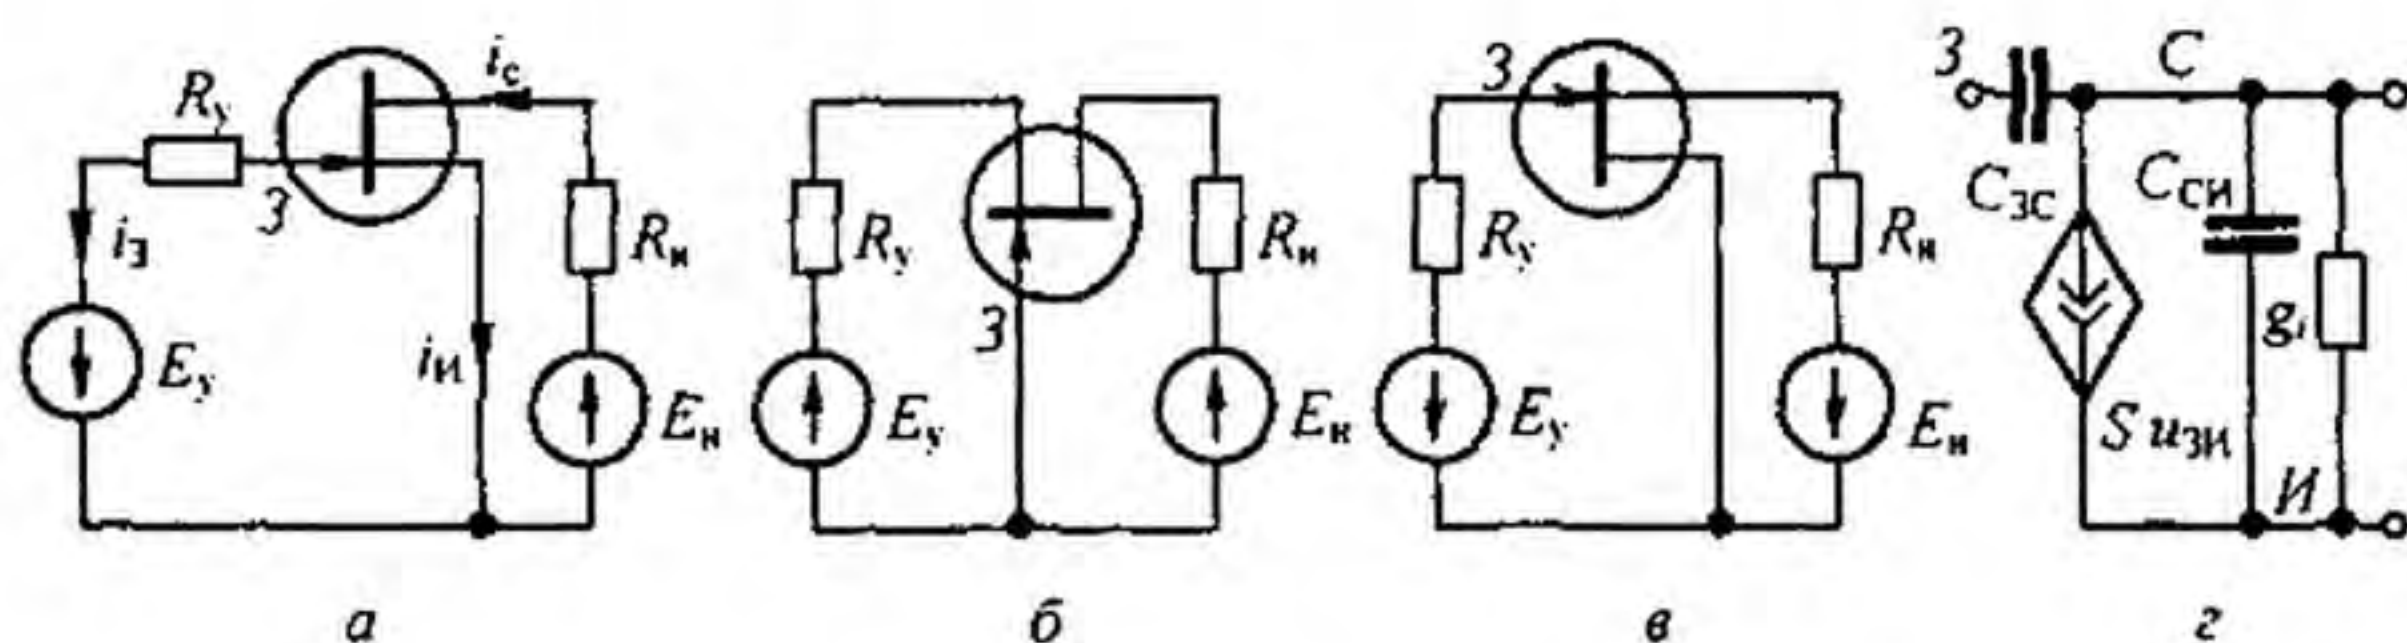 R_у
З
i_з
E_у
i_с
i_И
R_н
E_н
а
R_у
E_у
З
R_н
E_н
б
З
R_у
E_у
R_н
E_н
в
З
С
C_ЗС
C_СИ
g_i
S u_ЗИ
И
г